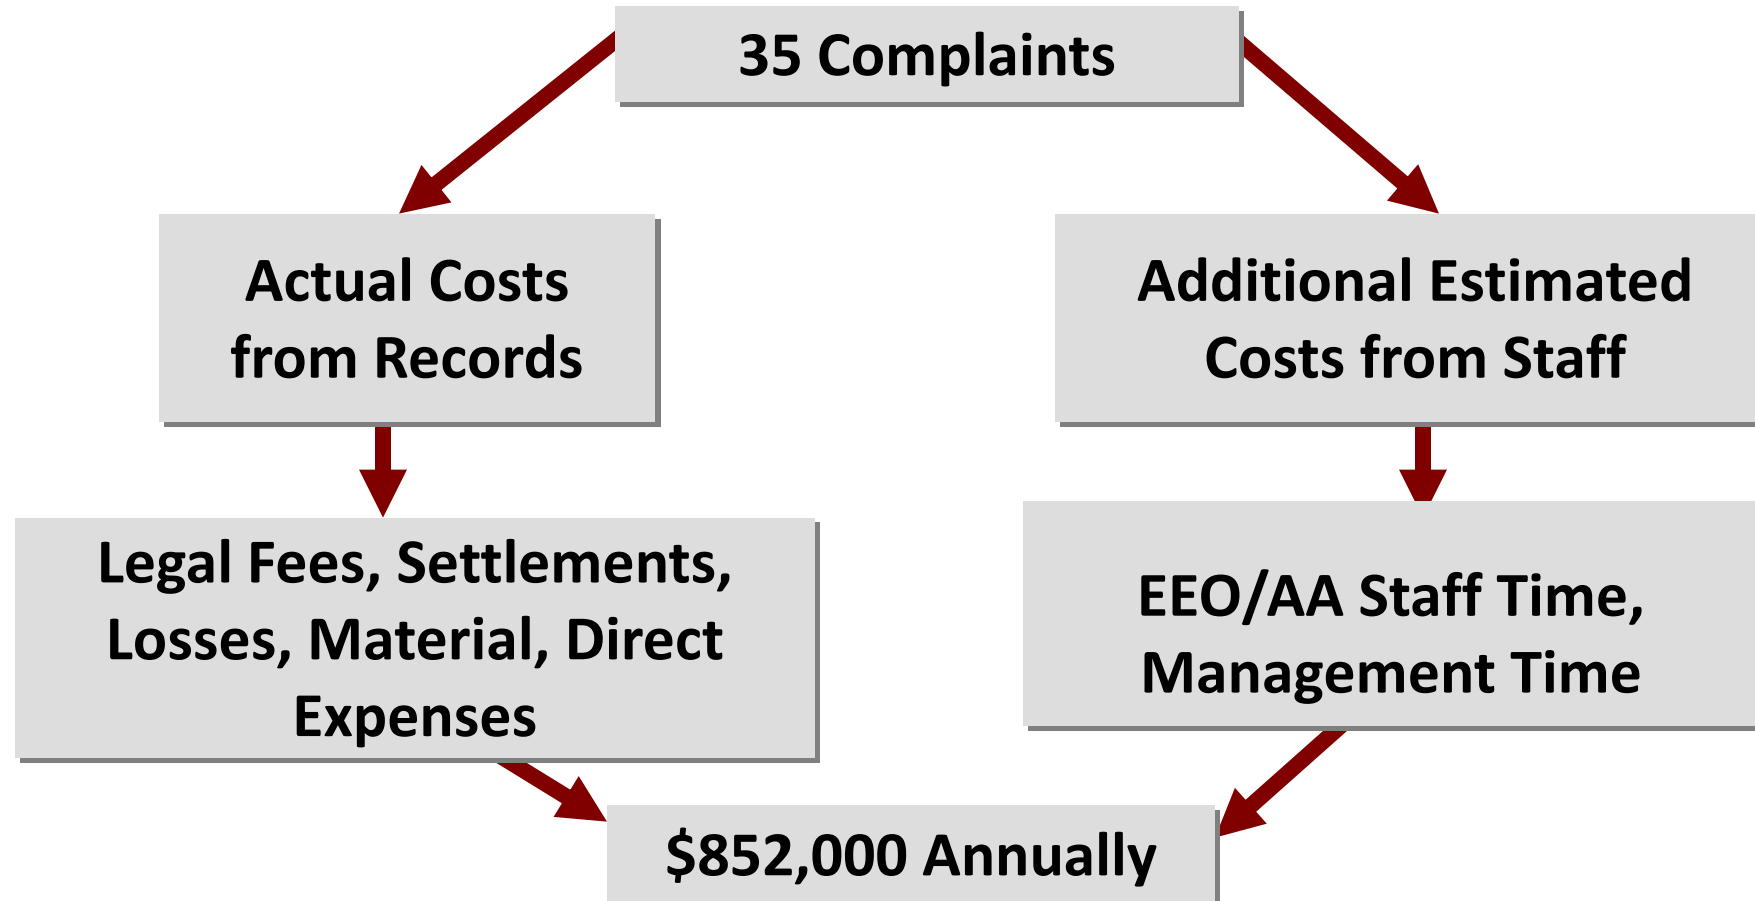 35 Complaints
Actual Costs
from Records
Additional Estimated
Costs from Staff
Legal Fees, Settlements,
Losses, Material, Direct
Expenses
EEO/AA Staff Time,
Management Time
$852,000 Annually